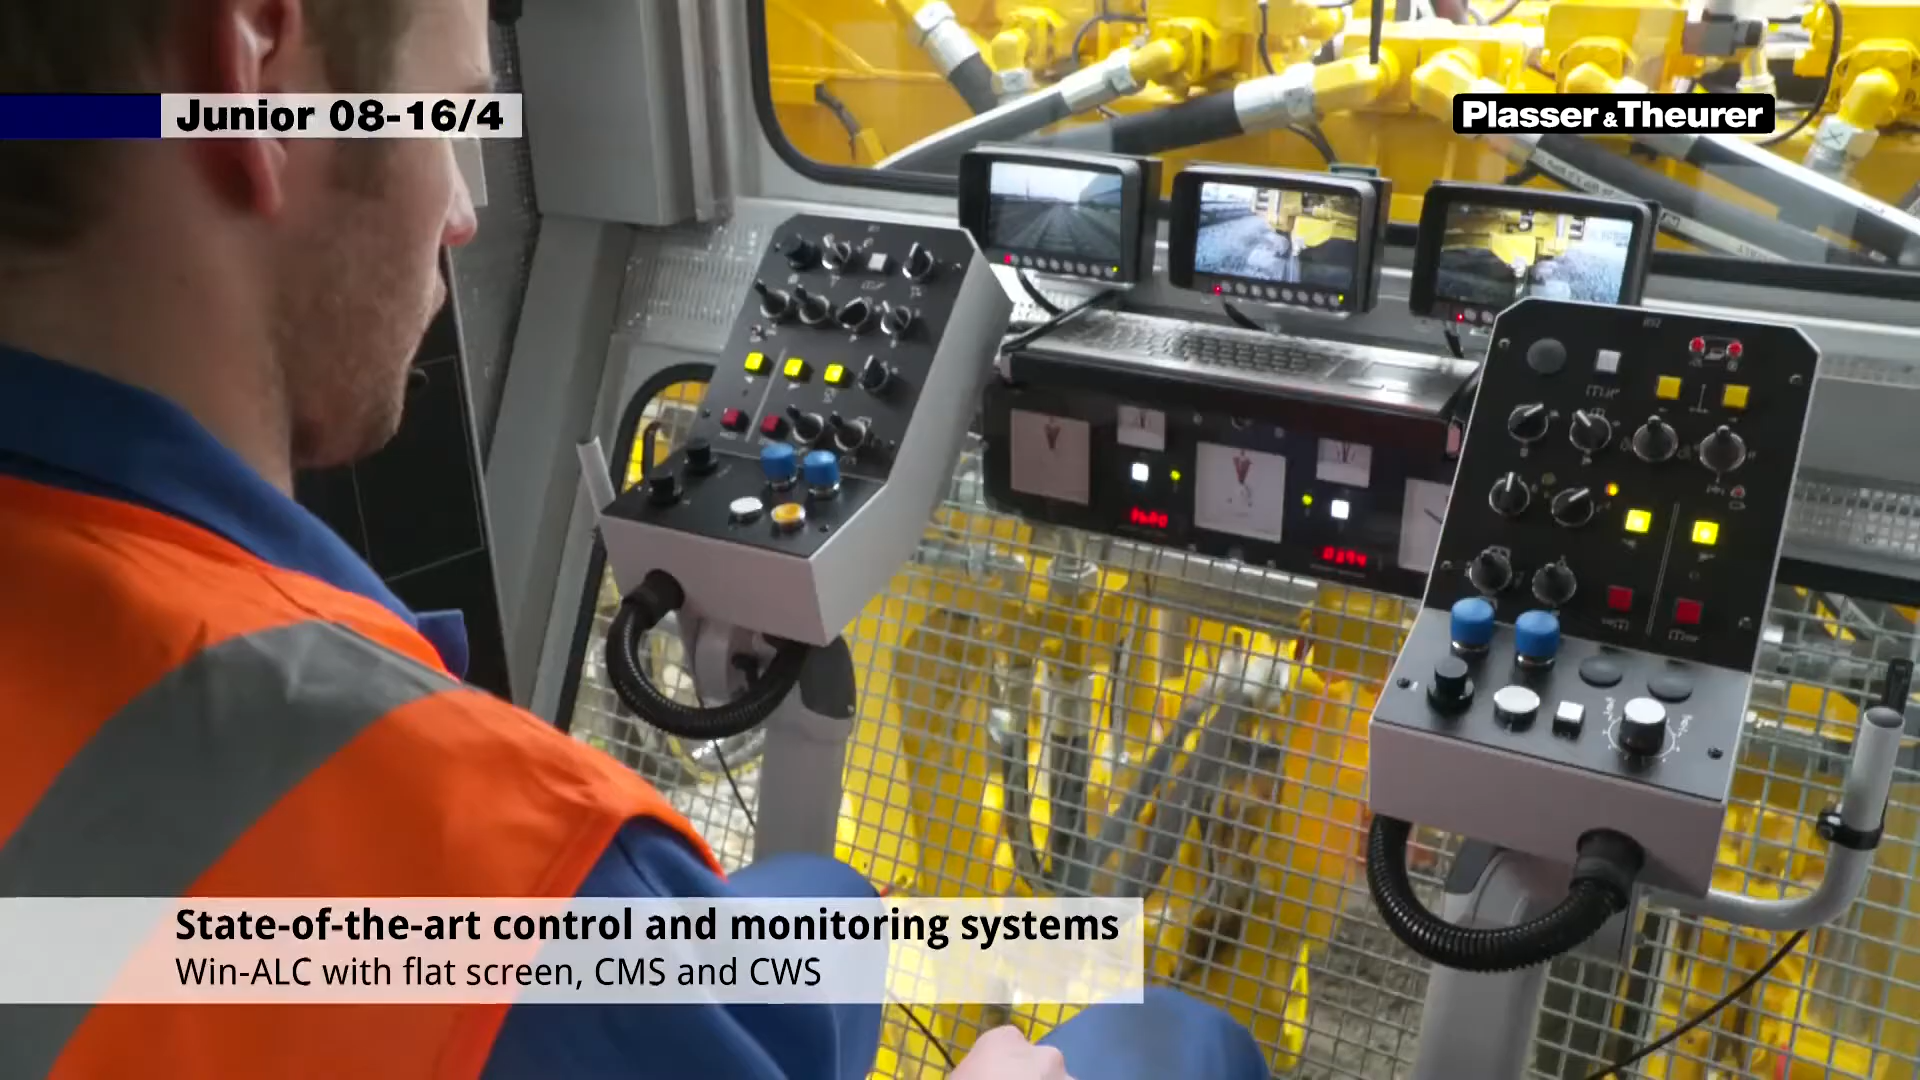 Junior 08-16/4
Plasser & Theurer
State-of-the-art control and monitoring systems
Win-ALC with flat screen, CMS and CWS